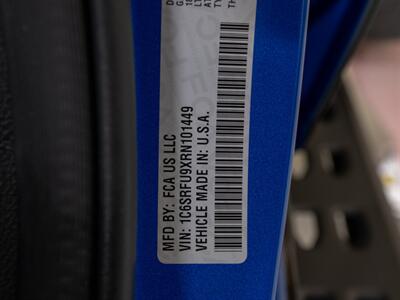 MFD BY: FCA US LLC
VIN: 1C6SRFU9XRN101449
VEHICLE MADE IN: U.S.A.